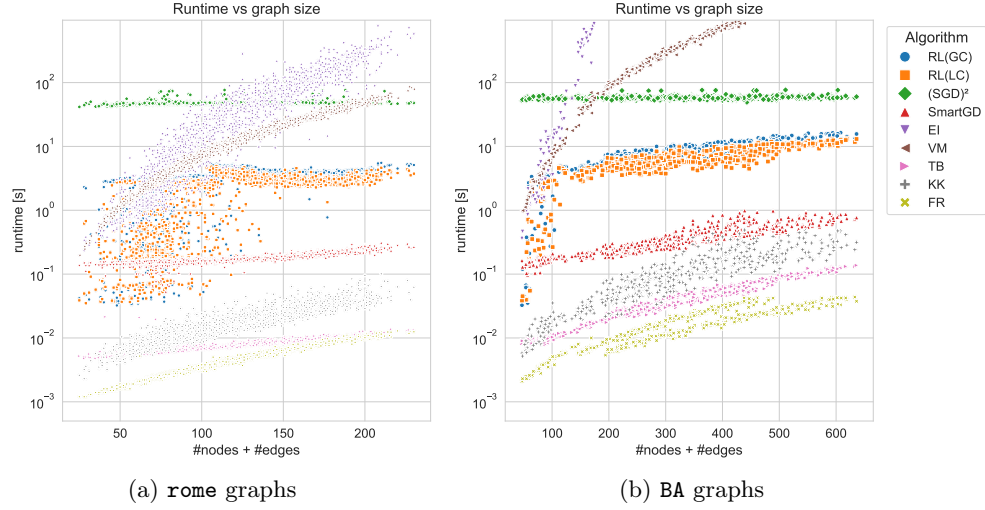 Runtime vs graph size
runtime [s]
10²
10¹
10⁰
10⁻¹
10⁻²
10⁻³
50 100 150 200
#nodes + #edges
(a) rome graphs
Runtime vs graph size
runtime [s]
10²
10¹
10⁰
10⁻¹
10⁻²
10⁻³
100 200 300 400 500 600
#nodes + #edges
(b) BA graphs
Algorithm
RL(GC)
RL(LC)
(SGD)²
SmartGD
EI
VM
TB
KK
FR